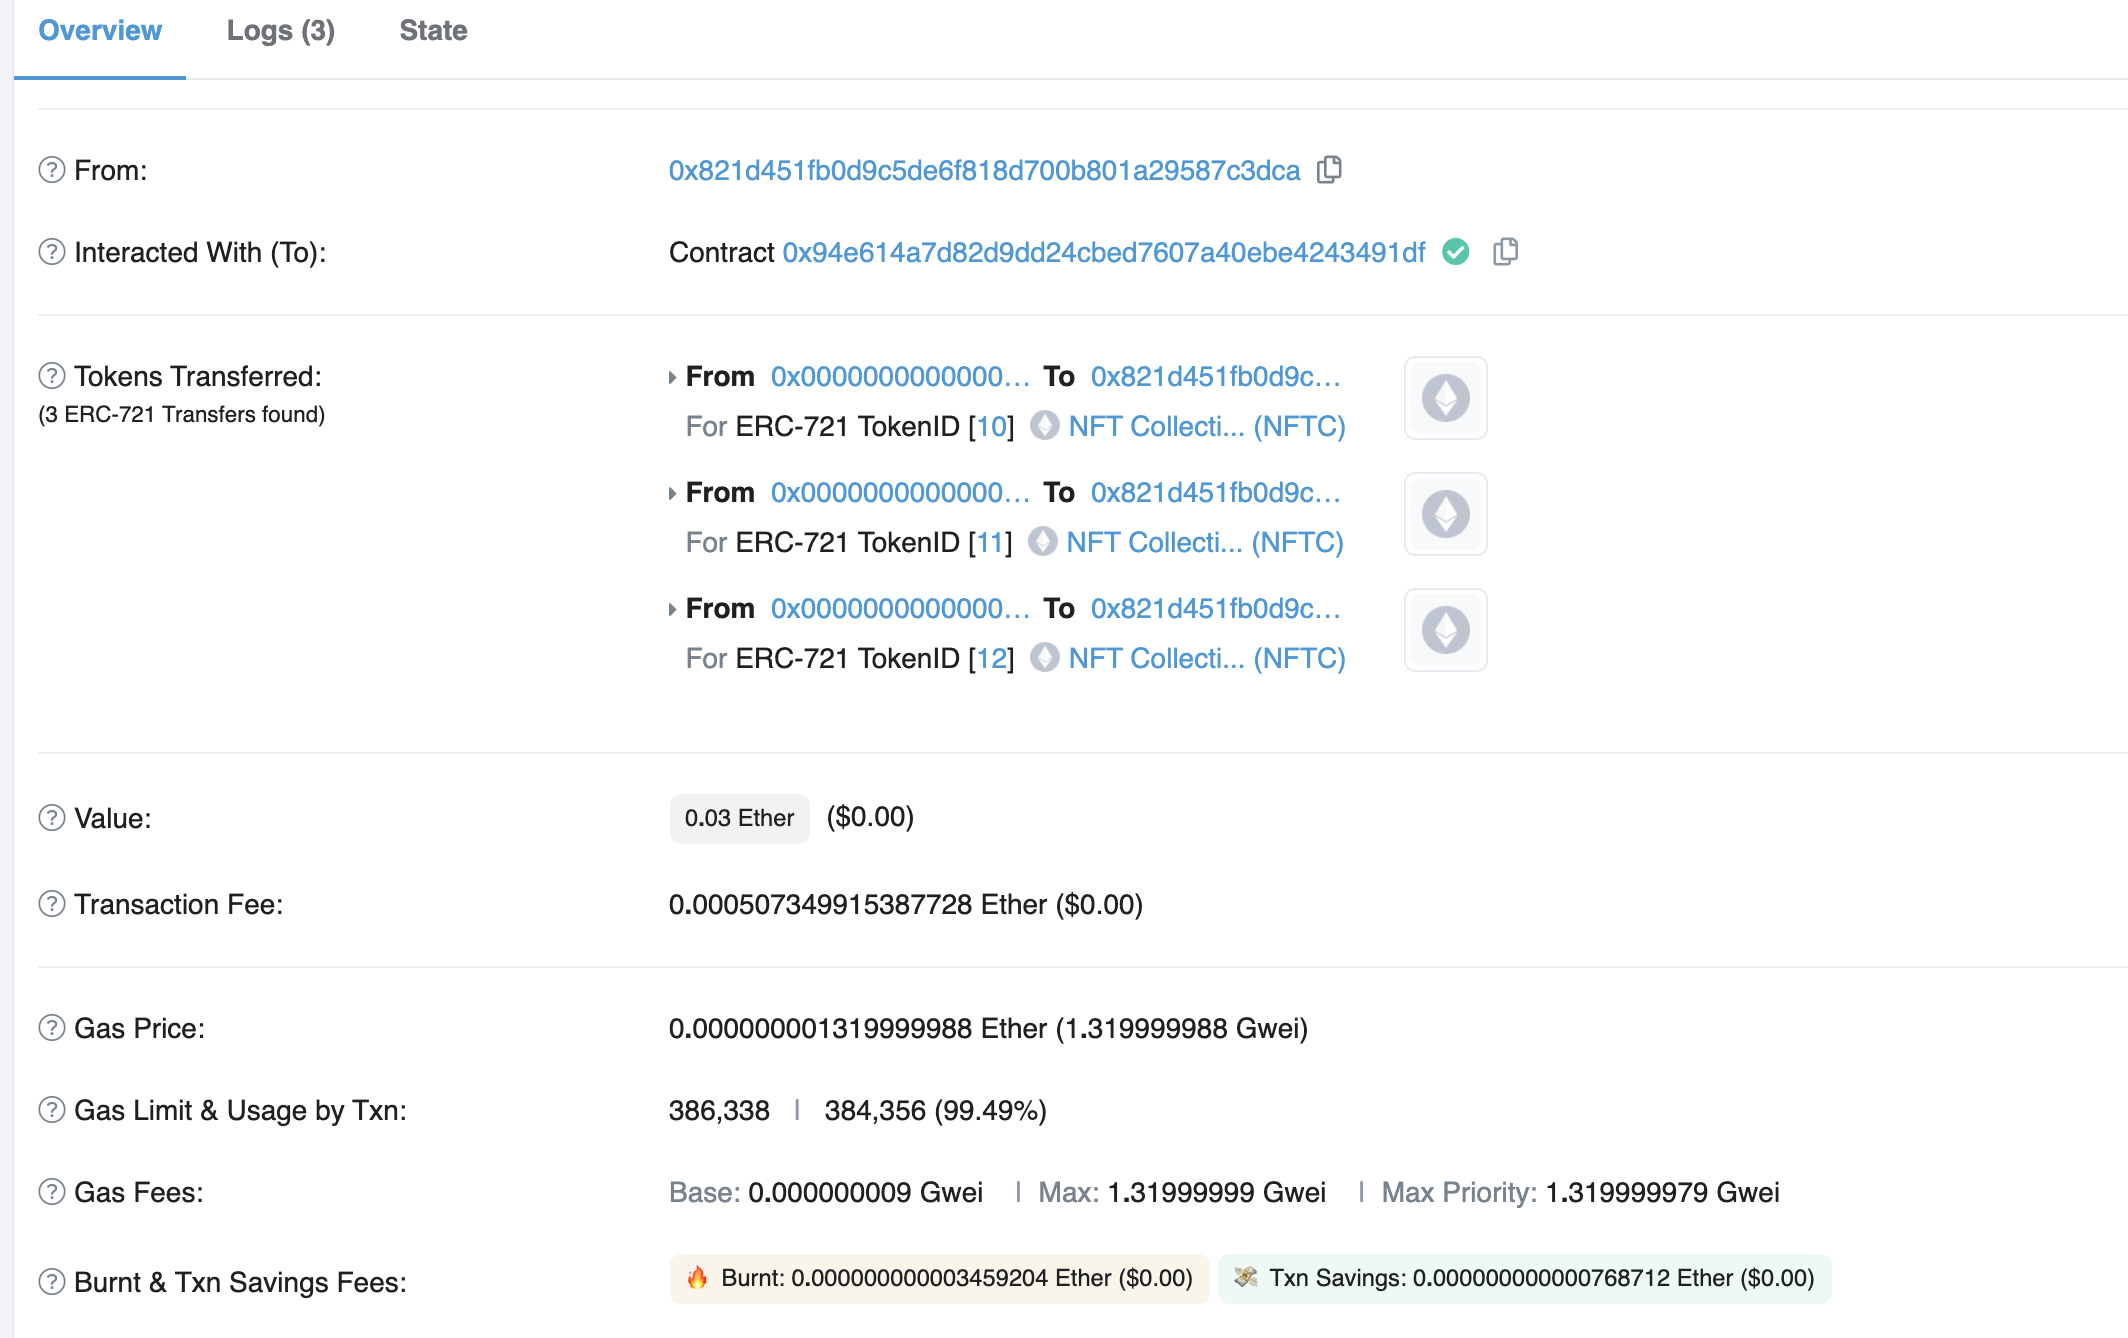 Overview Logs (3) State
From: 0x821d451fb0d9c5de6f818d700b801a29587c3dca
Interacted With (To): Contract 0x94e614a7d82d9dd24cbed7607a40ebe4243491df
Tokens Transferred: From 0x0000000000000... To 0x821d451fb0d9c...
(3 ERC-721 Transfers found) For ERC-721 TokenID [10] NFT Collecti... (NFTC)
From 0x0000000000000... To 0x821d451fb0d9c...
For ERC-721 TokenID [11] NFT Collecti... (NFTC)
From 0x0000000000000... To 0x821d451fb0d9c...
For ERC-721 TokenID [12] NFT Collecti... (NFTC)
Value: 0.03 Ether ($0.00)
Transaction Fee: 0.000507349915387728 Ether ($0.00)
Gas Price: 0.000000001319999988 Ether (1.319999988 Gwei)
Gas Limit & Usage by Txn: 386,338 | 384,356 (99.49%)
Gas Fees: Base: 0.000000009 Gwei | Max: 1.31999999 Gwei | Max Priority: 1.319999979 Gwei
Burnt & Txn Savings Fees: 🔥 Burnt: 0.000000000003459204 Ether ($0.00) 💸 Txn Savings: 0.000000000000768712 Ether ($0.00)